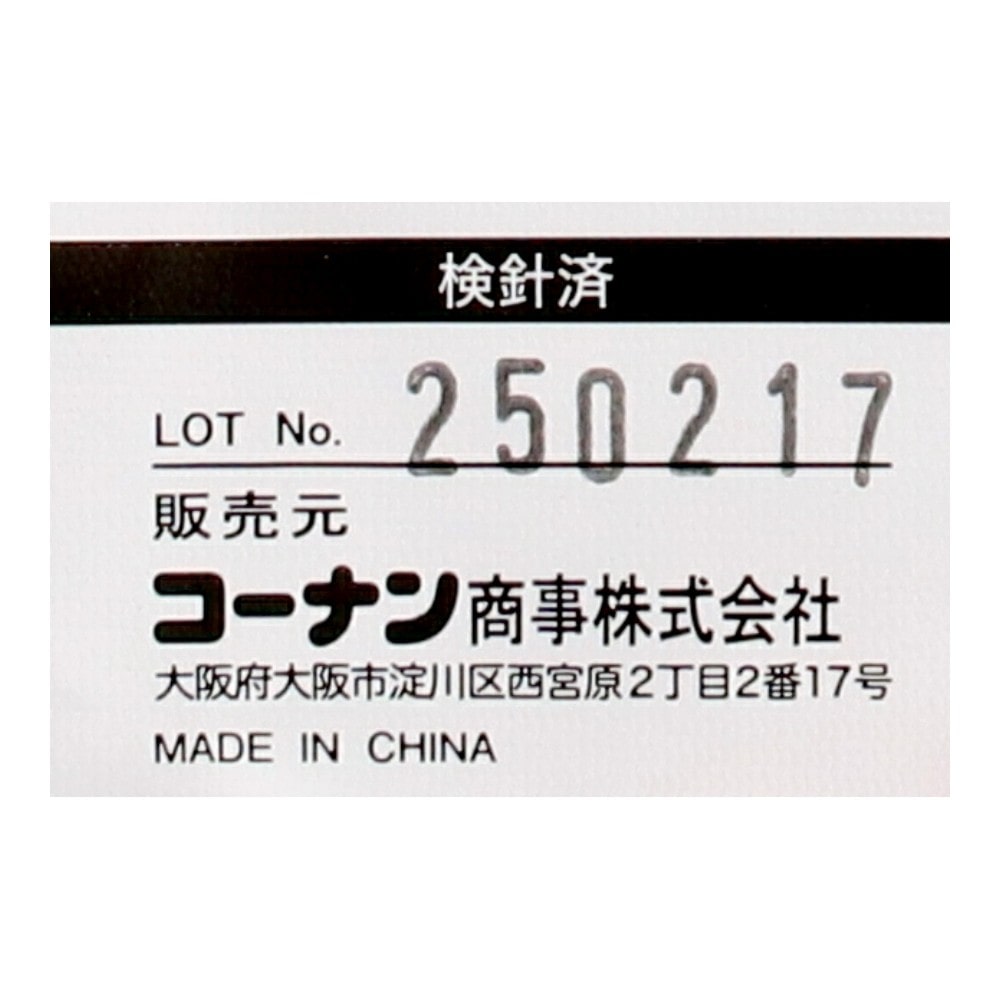 検針済
LOT No. 250217
販売元
コーナン商事株式会社
大阪府大阪市淀川区西宮原2丁目2番17号
MADE IN CHINA